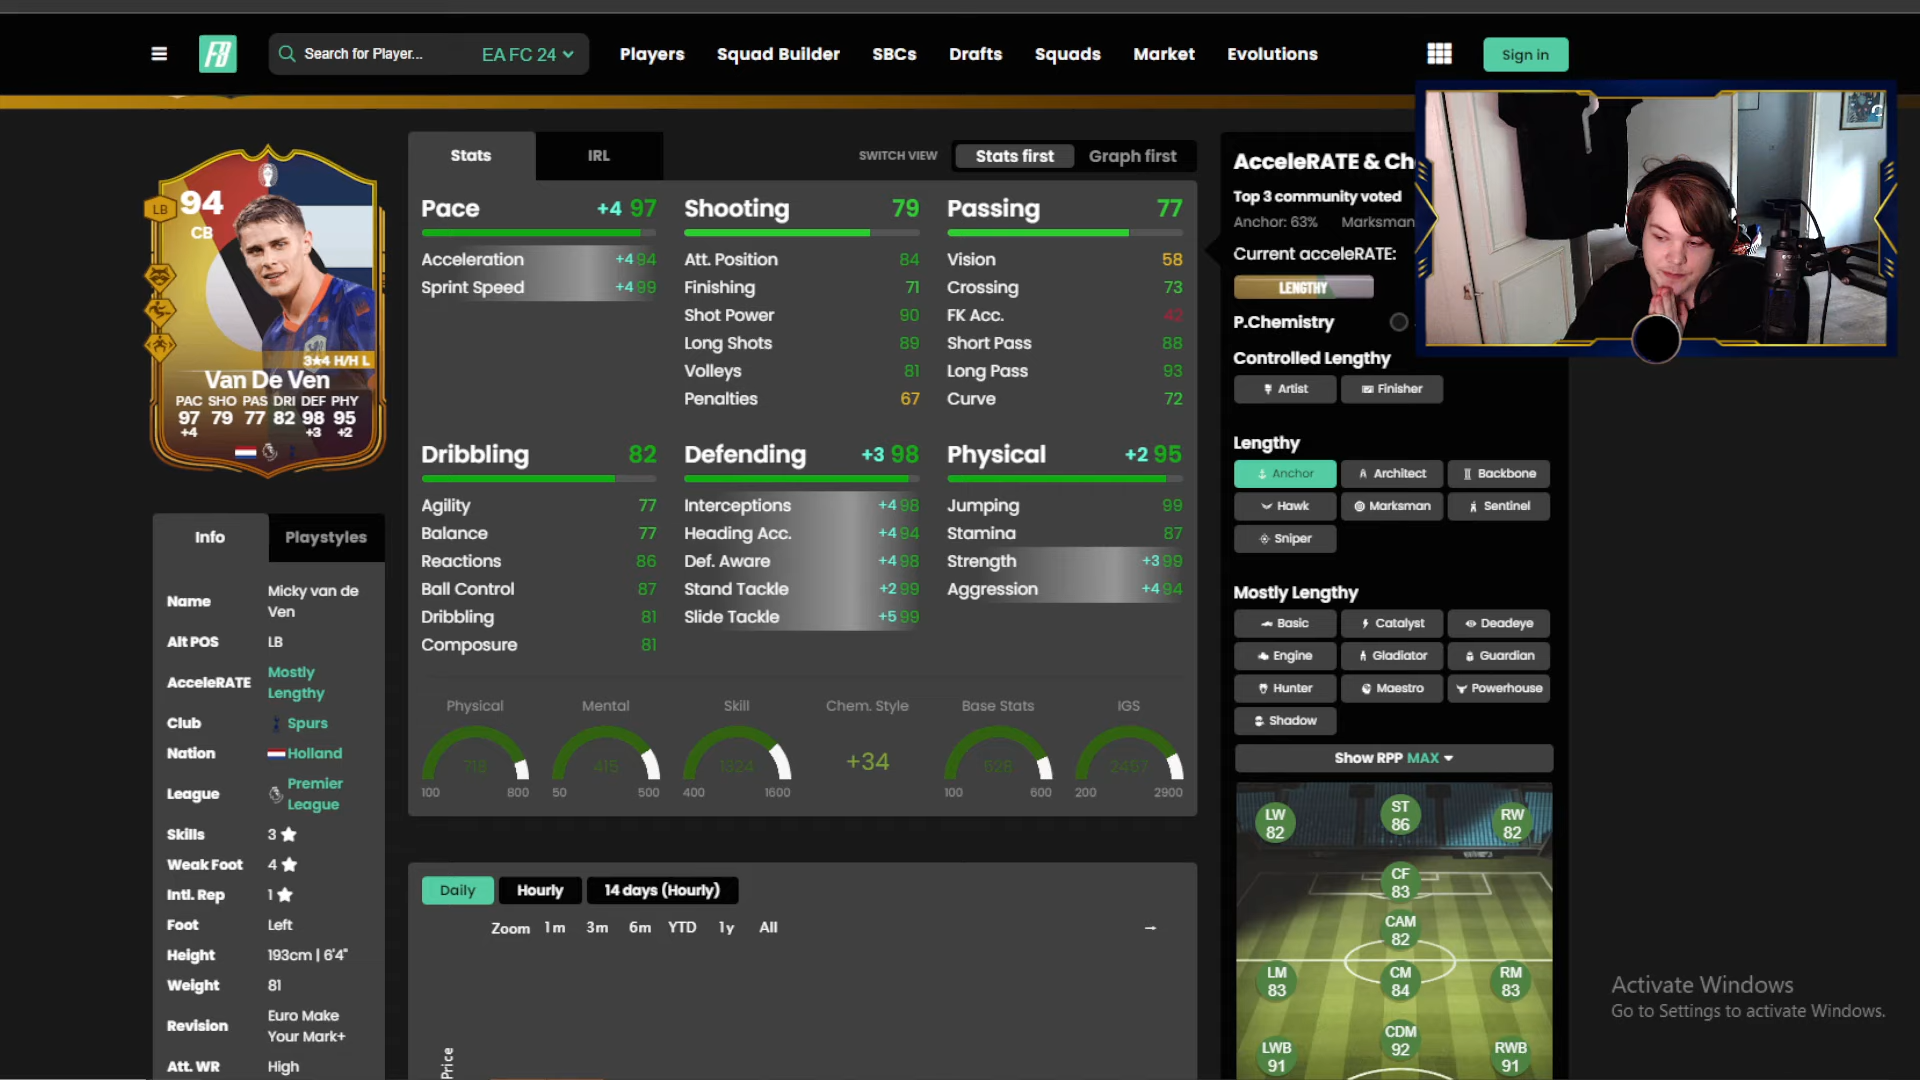 FB
Search for Player...
EA FC 24
Players
Squad Builder
SBCs
Drafts
Squads
Market
Evolutions
Sign in
94
CB
LB
3★4 H/H L
Van De Ven
PAC SHO PAS DRI DEF PHY
97 79 77 82 98 95
+4 +3 +2
Info
Playstyles
Name
Micky van de
Ven
Alt POS
LB
AcceleRATE
Mostly
Lengthy
Club
Spurs
Nation
Holland
League
Premier
League
Skills
3
Weak Foot
4
Intl. Rep
1
Foot
Left
Height
193cm | 6'4"
Weight
81
Revision
Euro Make
Your Mark+
Att. WR
High
Stats
IRL
SWITCH VIEW
Stats first
Graph first
Pace +4 97
Acceleration +4 94
Sprint Speed +4 99
Shooting 79
Att. Position 84
Finishing 71
Shot Power 90
Long Shots 89
Volleys 81
Penalties 67
Passing 77
Vision 58
Crossing 73
FK Acc. 42
Short Pass 88
Long Pass 93
Curve 72
Dribbling 82
Agility 77
Balance 77
Reactions 86
Ball Control 87
Dribbling 81
Composure 81
Defending +3 98
Interceptions +4 98
Heading Acc. +4 94
Def. Aware +4 98
Stand Tackle +2 99
Slide Tackle +5 99
Physical +2 95
Jumping 99
Stamina 87
Strength +3 99
Aggression +4 94
Physical
718
100 800
Mental
415
50 500
Skill
1324
400 1600
Chem. Style
+34
Base Stats
528
100 600
IGS
2457
200 2900
Daily
Hourly
14 days (Hourly)
Zoom 1m 3m 6m YTD 1y All
→
Price
AcceleRATE & Ch
Top 3 community voted
Anchor: 63% Marksman
Current acceleRATE:
LENGTHY
P.Chemistry
Controlled Lengthy
Artist
Finisher
Lengthy
Anchor
Architect
Backbone
Hawk
Marksman
Sentinel
Sniper
Mostly Lengthy
Basic
Catalyst
Deadeye
Engine
Gladiator
Guardian
Hunter
Maestro
Powerhouse
Shadow
Show RPP MAX
LW
82
ST
86
RW
82
CF
83
CAM
82
LM
83
CM
84
RM
83
LWB
91
CDM
92
RWB
91
Activate Windows
Go to Settings to activate Windows.